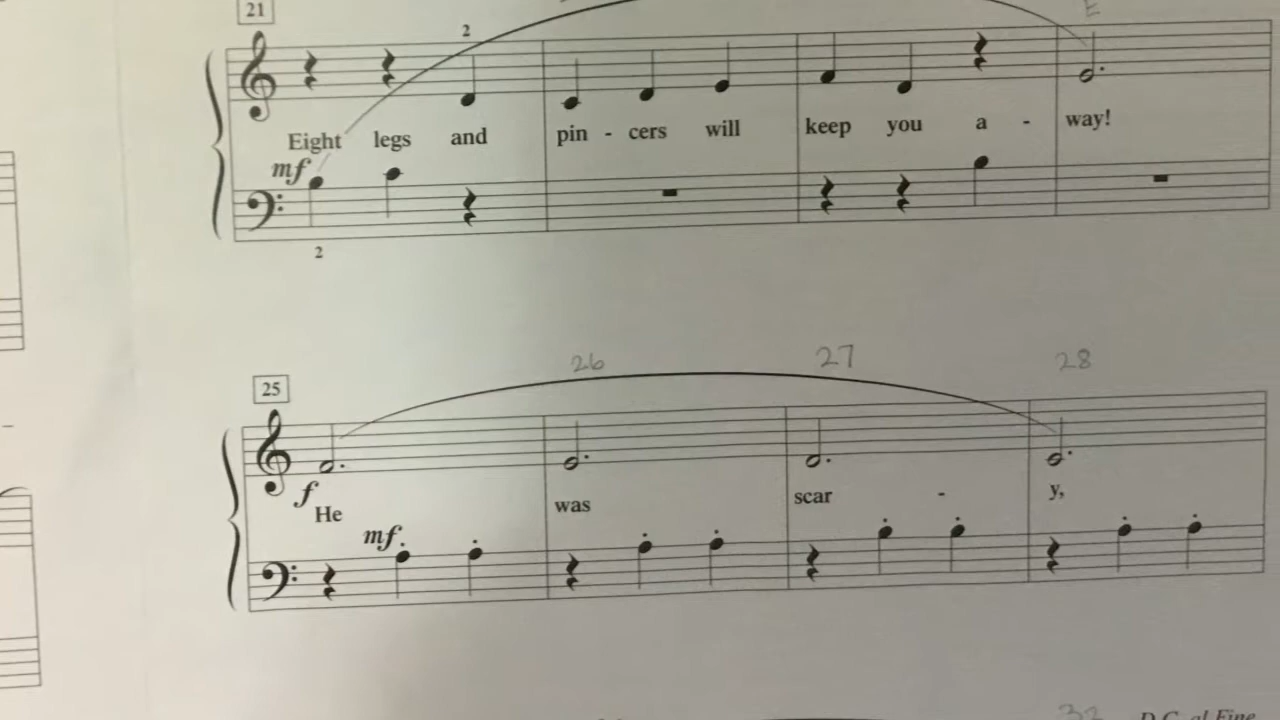 21
E
2
Eight legs and pin - cers will keep you a - way!
mf
2
26 27 28
25
f
He was scar - y,
mf
D.C. al Fine